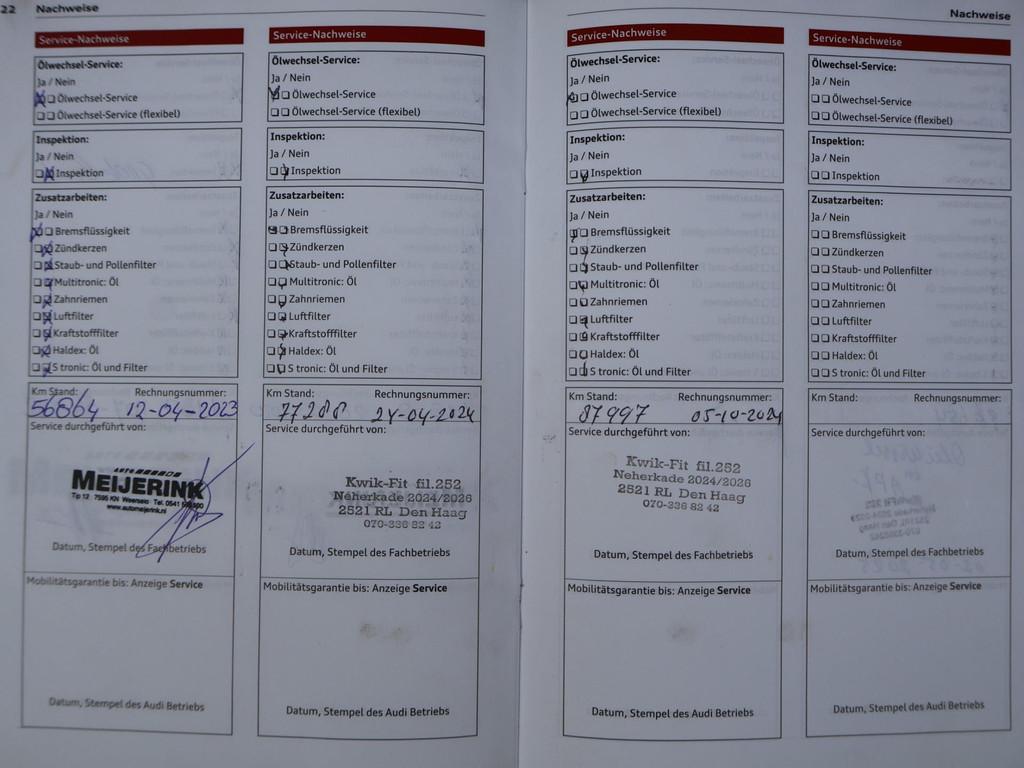 22 Nachweise
Service-Nachweise
Ölwechsel-Service:
Ja / Nein
Ölwechsel-Service
Ölwechsel-Service (flexibel)
Inspektion:
Ja / Nein
Inspektion
Zusatzarbeiten:
Ja / Nein
Bremsflüssigkeit
Zündkerzen
Staub- und Pollenfilter
Multitronic: Öl
Zahnriemen
Luftfilter
Kraftstofffilter
Haldex: Öl
S tronic: Öl und Filter
Km Stand: Rechnungsnummer:
56864 12-04-2023
Service durchgeführt von:
MEIJERINK
Tp 12 7595 KN Weerselo Tel. 0541
www.automeijerink.nl
Datum, Stempel des Fachbetriebs
Mobilitätsgarantie bis: Anzeige Service
Datum, Stempel des Audi Betriebs
Service-Nachweise
Ölwechsel-Service:
Ja / Nein
Ölwechsel-Service
Ölwechsel-Service (flexibel)
Inspektion:
Ja / Nein
Inspektion
Zusatzarbeiten:
Ja / Nein
Bremsflüssigkeit
Zündkerzen
Staub- und Pollenfilter
Multitronic: Öl
Zahnriemen
Luftfilter
Kraftstofffilter
Haldex: Öl
S tronic: Öl und Filter
Km Stand: Rechnungsnummer:
77288 24-04-2024
Service durchgeführt von:
Kwik-Fit fil.252
Neherkade 2024/2026
2521 RL Den Haag
070-336 82 42
Datum, Stempel des Fachbetriebs
Mobilitätsgarantie bis: Anzeige Service
Datum, Stempel des Audi Betriebs
Nachweise
Service-Nachweise
Ölwechsel-Service:
Ja / Nein
Ölwechsel-Service
Ölwechsel-Service (flexibel)
Inspektion:
Ja / Nein
Inspektion
Zusatzarbeiten:
Ja / Nein
Bremsflüssigkeit
Zündkerzen
Staub- und Pollenfilter
Multitronic: Öl
Zahnriemen
Luftfilter
Kraftstofffilter
Haldex: Öl
S tronic: Öl und Filter
Km Stand: Rechnungsnummer:
87997 05-10-2024
Service durchgeführt von:
Kwik-Fit fil.252
Neherkade 2024/2026
2521 RL Den Haag
070-336 82 42
Datum, Stempel des Fachbetriebs
Mobilitätsgarantie bis: Anzeige Service
Datum, Stempel des Audi Betriebs
Service-Nachweise
Ölwechsel-Service:
Ja / Nein
Ölwechsel-Service
Ölwechsel-Service (flexibel)
Inspektion:
Ja / Nein
Inspektion
Zusatzarbeiten:
Ja / Nein
Bremsflüssigkeit
Zündkerzen
Staub- und Pollenfilter
Multitronic: Öl
Zahnriemen
Luftfilter
Kraftstofffilter
Haldex: Öl
S tronic: Öl und Filter
Km Stand: Rechnungsnummer:
Service durchgeführt von:
Datum, Stempel des Fachbetriebs
Mobilitätsgarantie bis: Anzeige Service
Datum, Stempel des Audi Betriebs